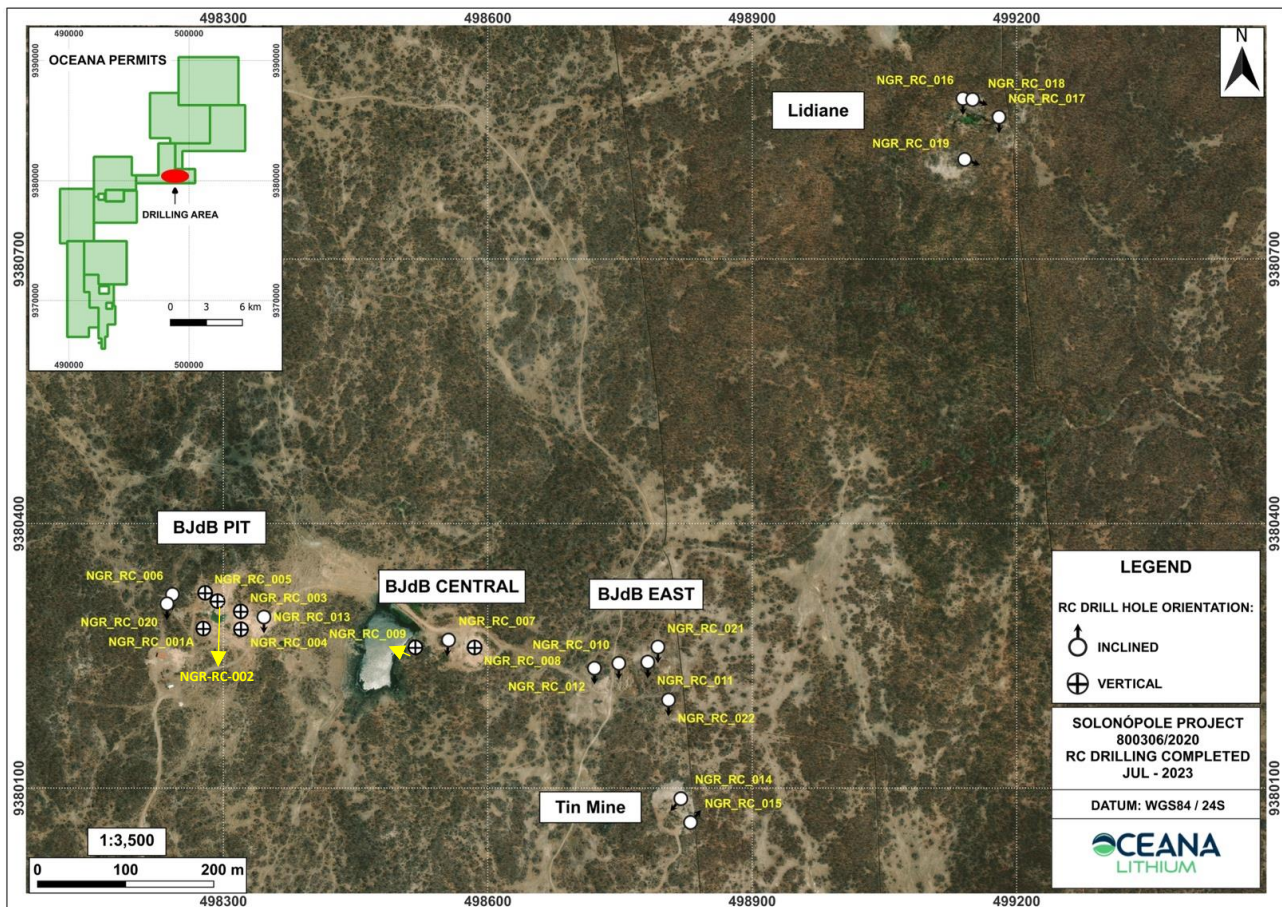 498300
498600
498900
499200
490000
500000
OCEANA PERMITS
9390000
9390000
9380000
9380000
DRILLING AREA
9370000
9370000
0 3 6 km
490000
500000
N
NGR_RC_016
NGR_RC_018
NGR_RC_017
Lidiane
NGR_RC_019
9380700
9380700
9380400
9380400
BJdB PIT
NGR_RC_006
NGR_RC_005
NGR_RC_003
NGR_RC_013
NGR_RC_020
NGR_RC_001A
NGR_RC_004
NGR-RC-002
BJdB CENTRAL
NGR_RC_007
NGR_RC_009
NGR_RC_008
BJdB EAST
NGR_RC_021
NGR_RC_010
NGR_RC_012
NGR_RC_011
NGR_RC_022
9380100
9380100
NGR_RC_014
NGR_RC_015
Tin Mine
1:3,500
0 100 200 m
LEGEND
RC DRILL HOLE ORIENTATION:
INCLINED
VERTICAL
SOLONÓPOLE PROJECT
800306/2020
RC DRILLING COMPLETED
JUL - 2023
DATUM: WGS84 / 24S
OCEANA
LITHIUM
498300
498600
498900
499200